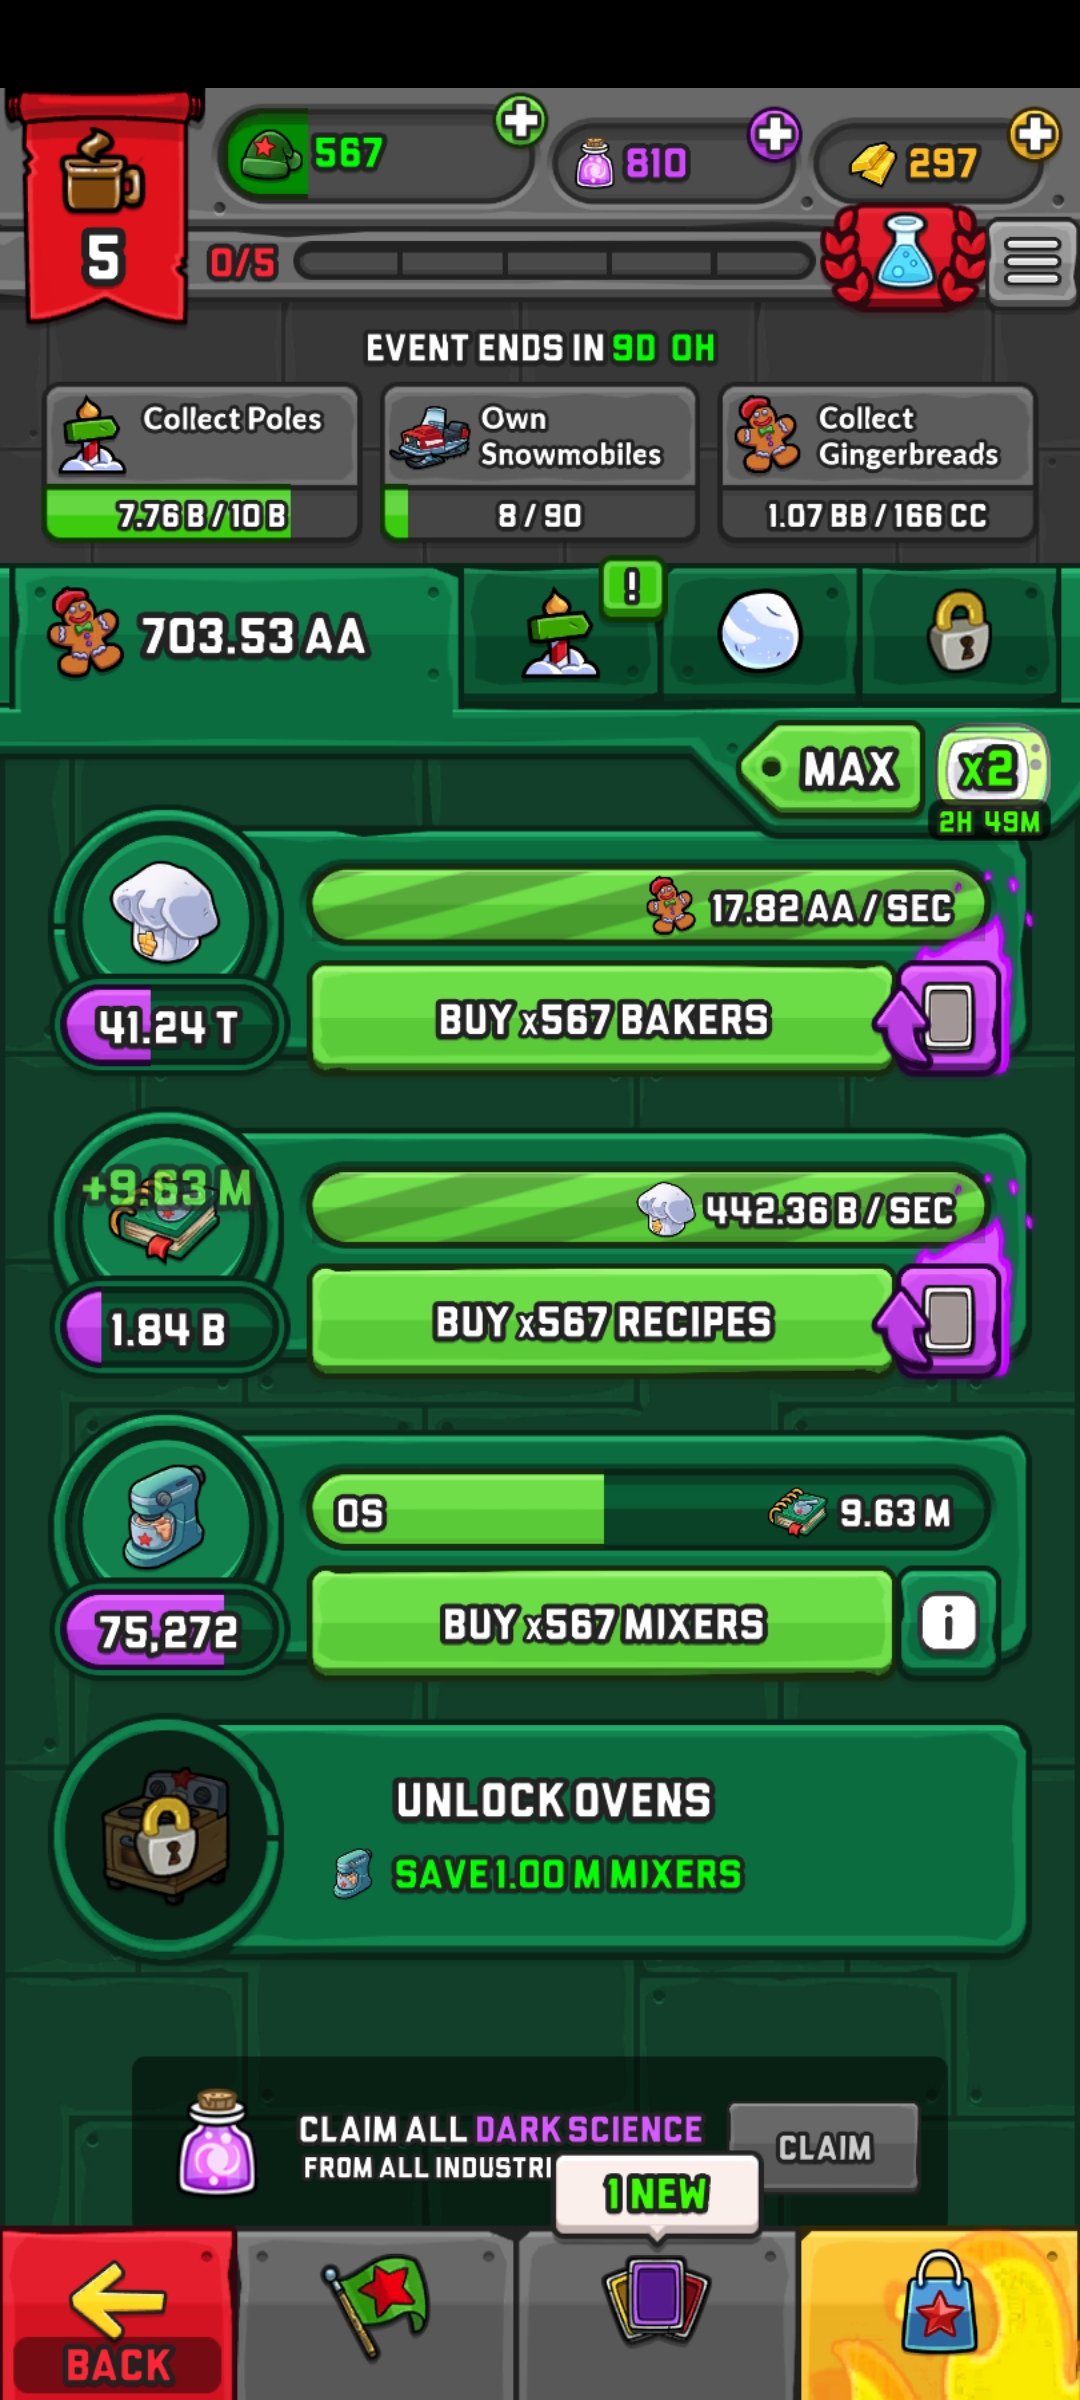 567
810
297
5
0/5
EVENT ENDS IN 9D 0H
Collect Poles
7.76 B / 10 B
Own
Snowmobiles
8 / 90
Collect
Gingerbreads
1.07 BB / 166 CC
703.53 AA
!
MAX
x2
2H 49M
17.82 AA / SEC
41.24 T
BUY x567 BAKERS
+9.63 M
442.36 B / SEC
1.84 B
BUY x567 RECIPES
0S
9.63 M
75,272
BUY x567 MIXERS
i
UNLOCK OVENS
SAVE 1.00 M MIXERS
CLAIM ALL DARK SCIENCE
FROM ALL
CLAIM
1 NEW
BACK